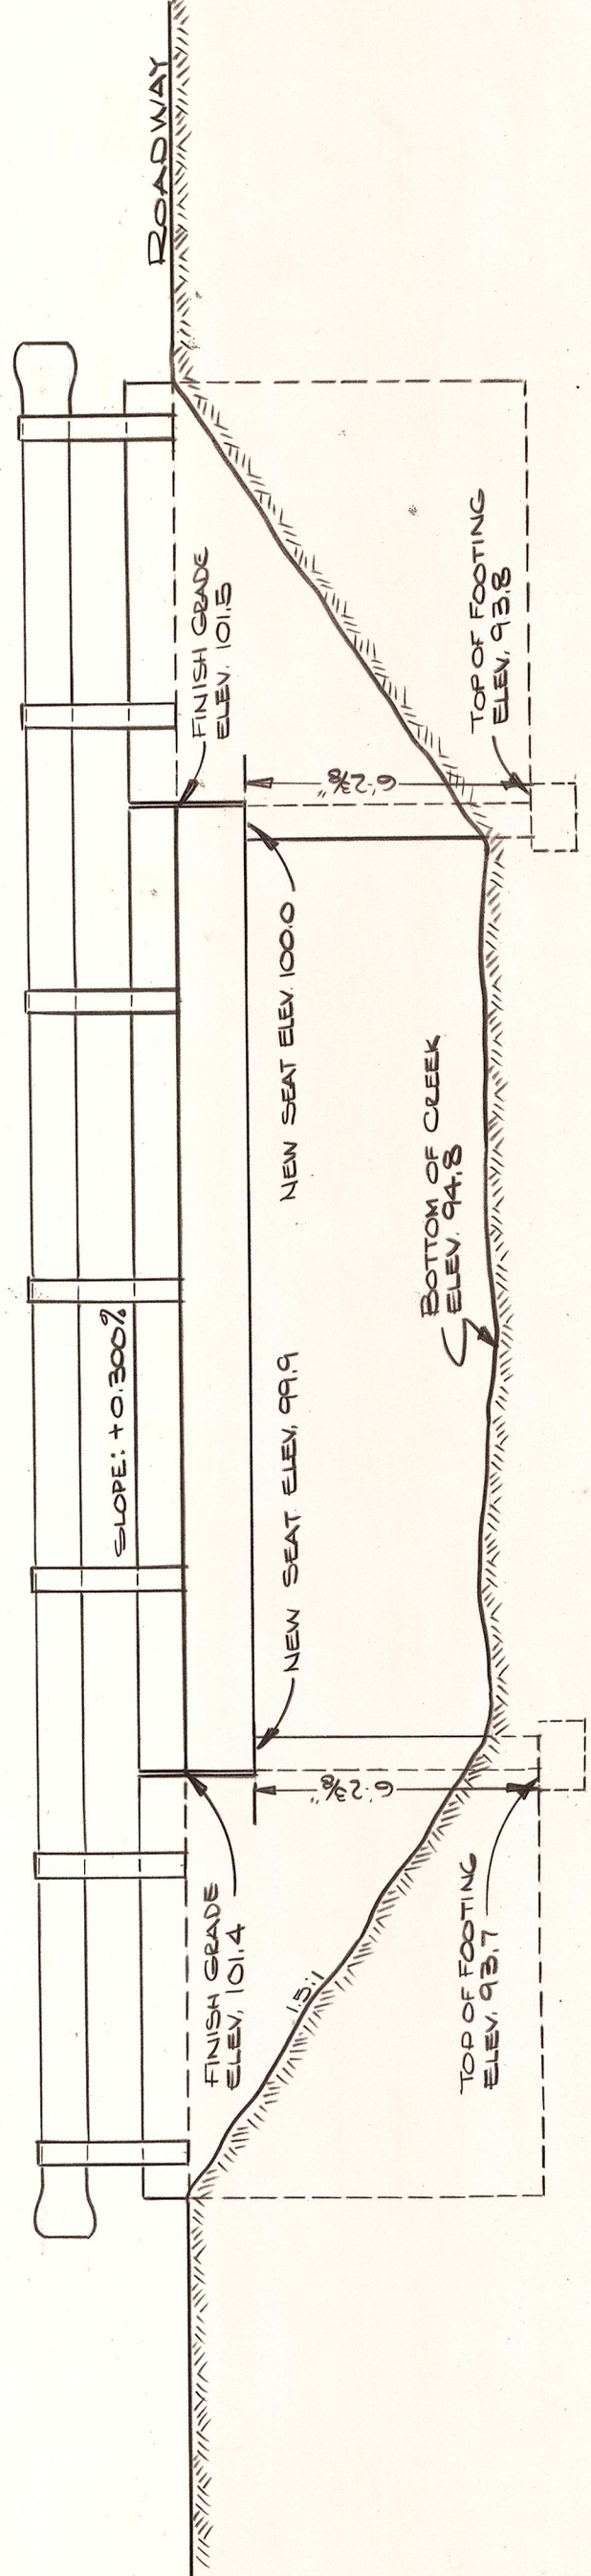 SLOPE: +0.300%
ROADWAY
FINISH GRADE
ELEV. 101.4
FINISH GRADE
ELEV. 101.5
NEW SEAT ELEV. 99.9
NEW SEAT ELEV. 100.0
1.5:1
6'-2⅜"
6'-2⅜"
BOTTOM OF CREEK
ELEV. 94.8
TOP OF FOOTING
ELEV. 93.7
TOP OF FOOTING
ELEV. 93.8